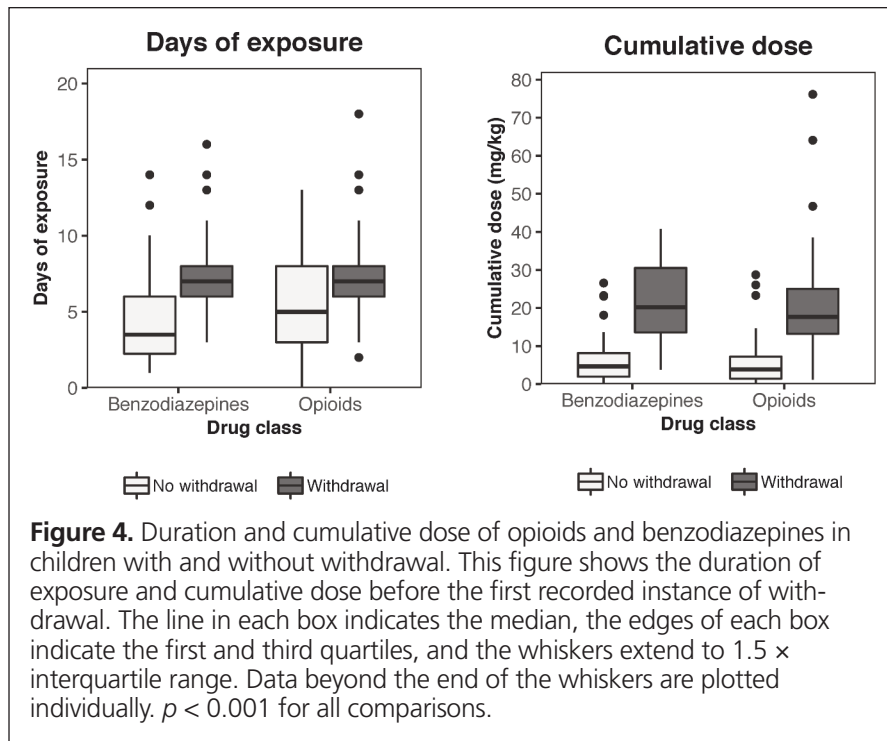 Days of exposure
20
15
10
5
0
Days of exposure
Benzodiazepines Opioids
Drug class
No withdrawal Withdrawal
Cumulative dose
80
70
60
50
40
30
20
10
0
Cumulative dose (mg/kg)
Benzodiazepines Opioids
Drug class
No withdrawal Withdrawal
Figure 4. Duration and cumulative dose of opioids and benzodiazepines in
children with and without withdrawal. This figure shows the duration of
exposure and cumulative dose before the first recorded instance of with-
drawal. The line in each box indicates the median, the edges of each box
indicate the first and third quartiles, and the whiskers extend to 1.5 ×
interquartile range. Data beyond the end of the whiskers are plotted
individually. p < 0.001 for all comparisons.